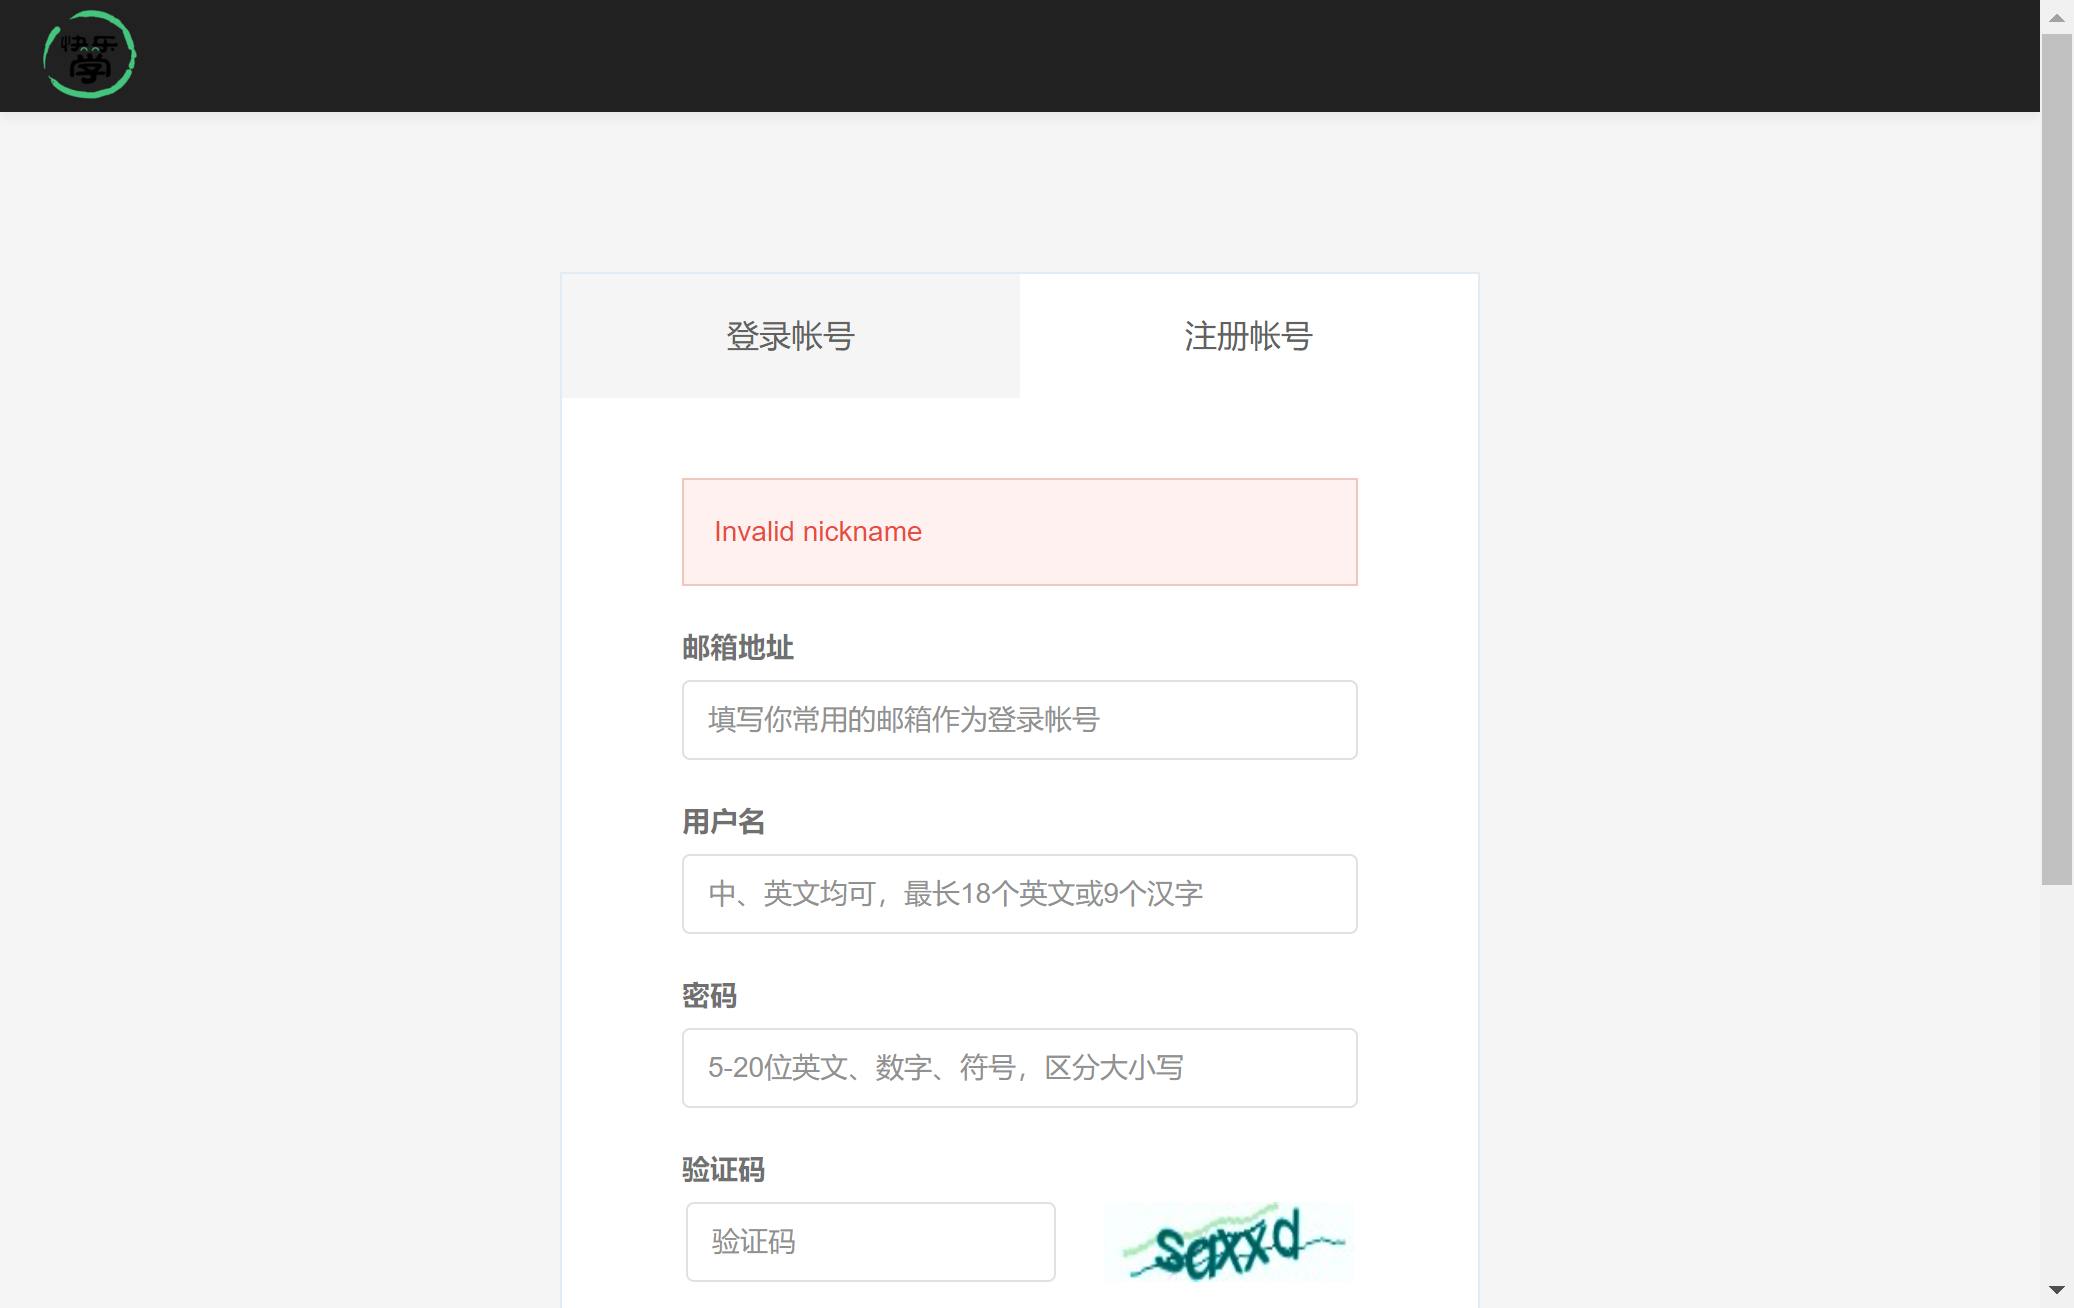 快乐
学
登录帐号
注册帐号
Invalid nickname
邮箱地址
填写你常用的邮箱作为登录帐号
用户名
中、英文均可，最长18个英文或9个汉字
密码
5-20位英文、数字、符号，区分大小写
验证码
验证码